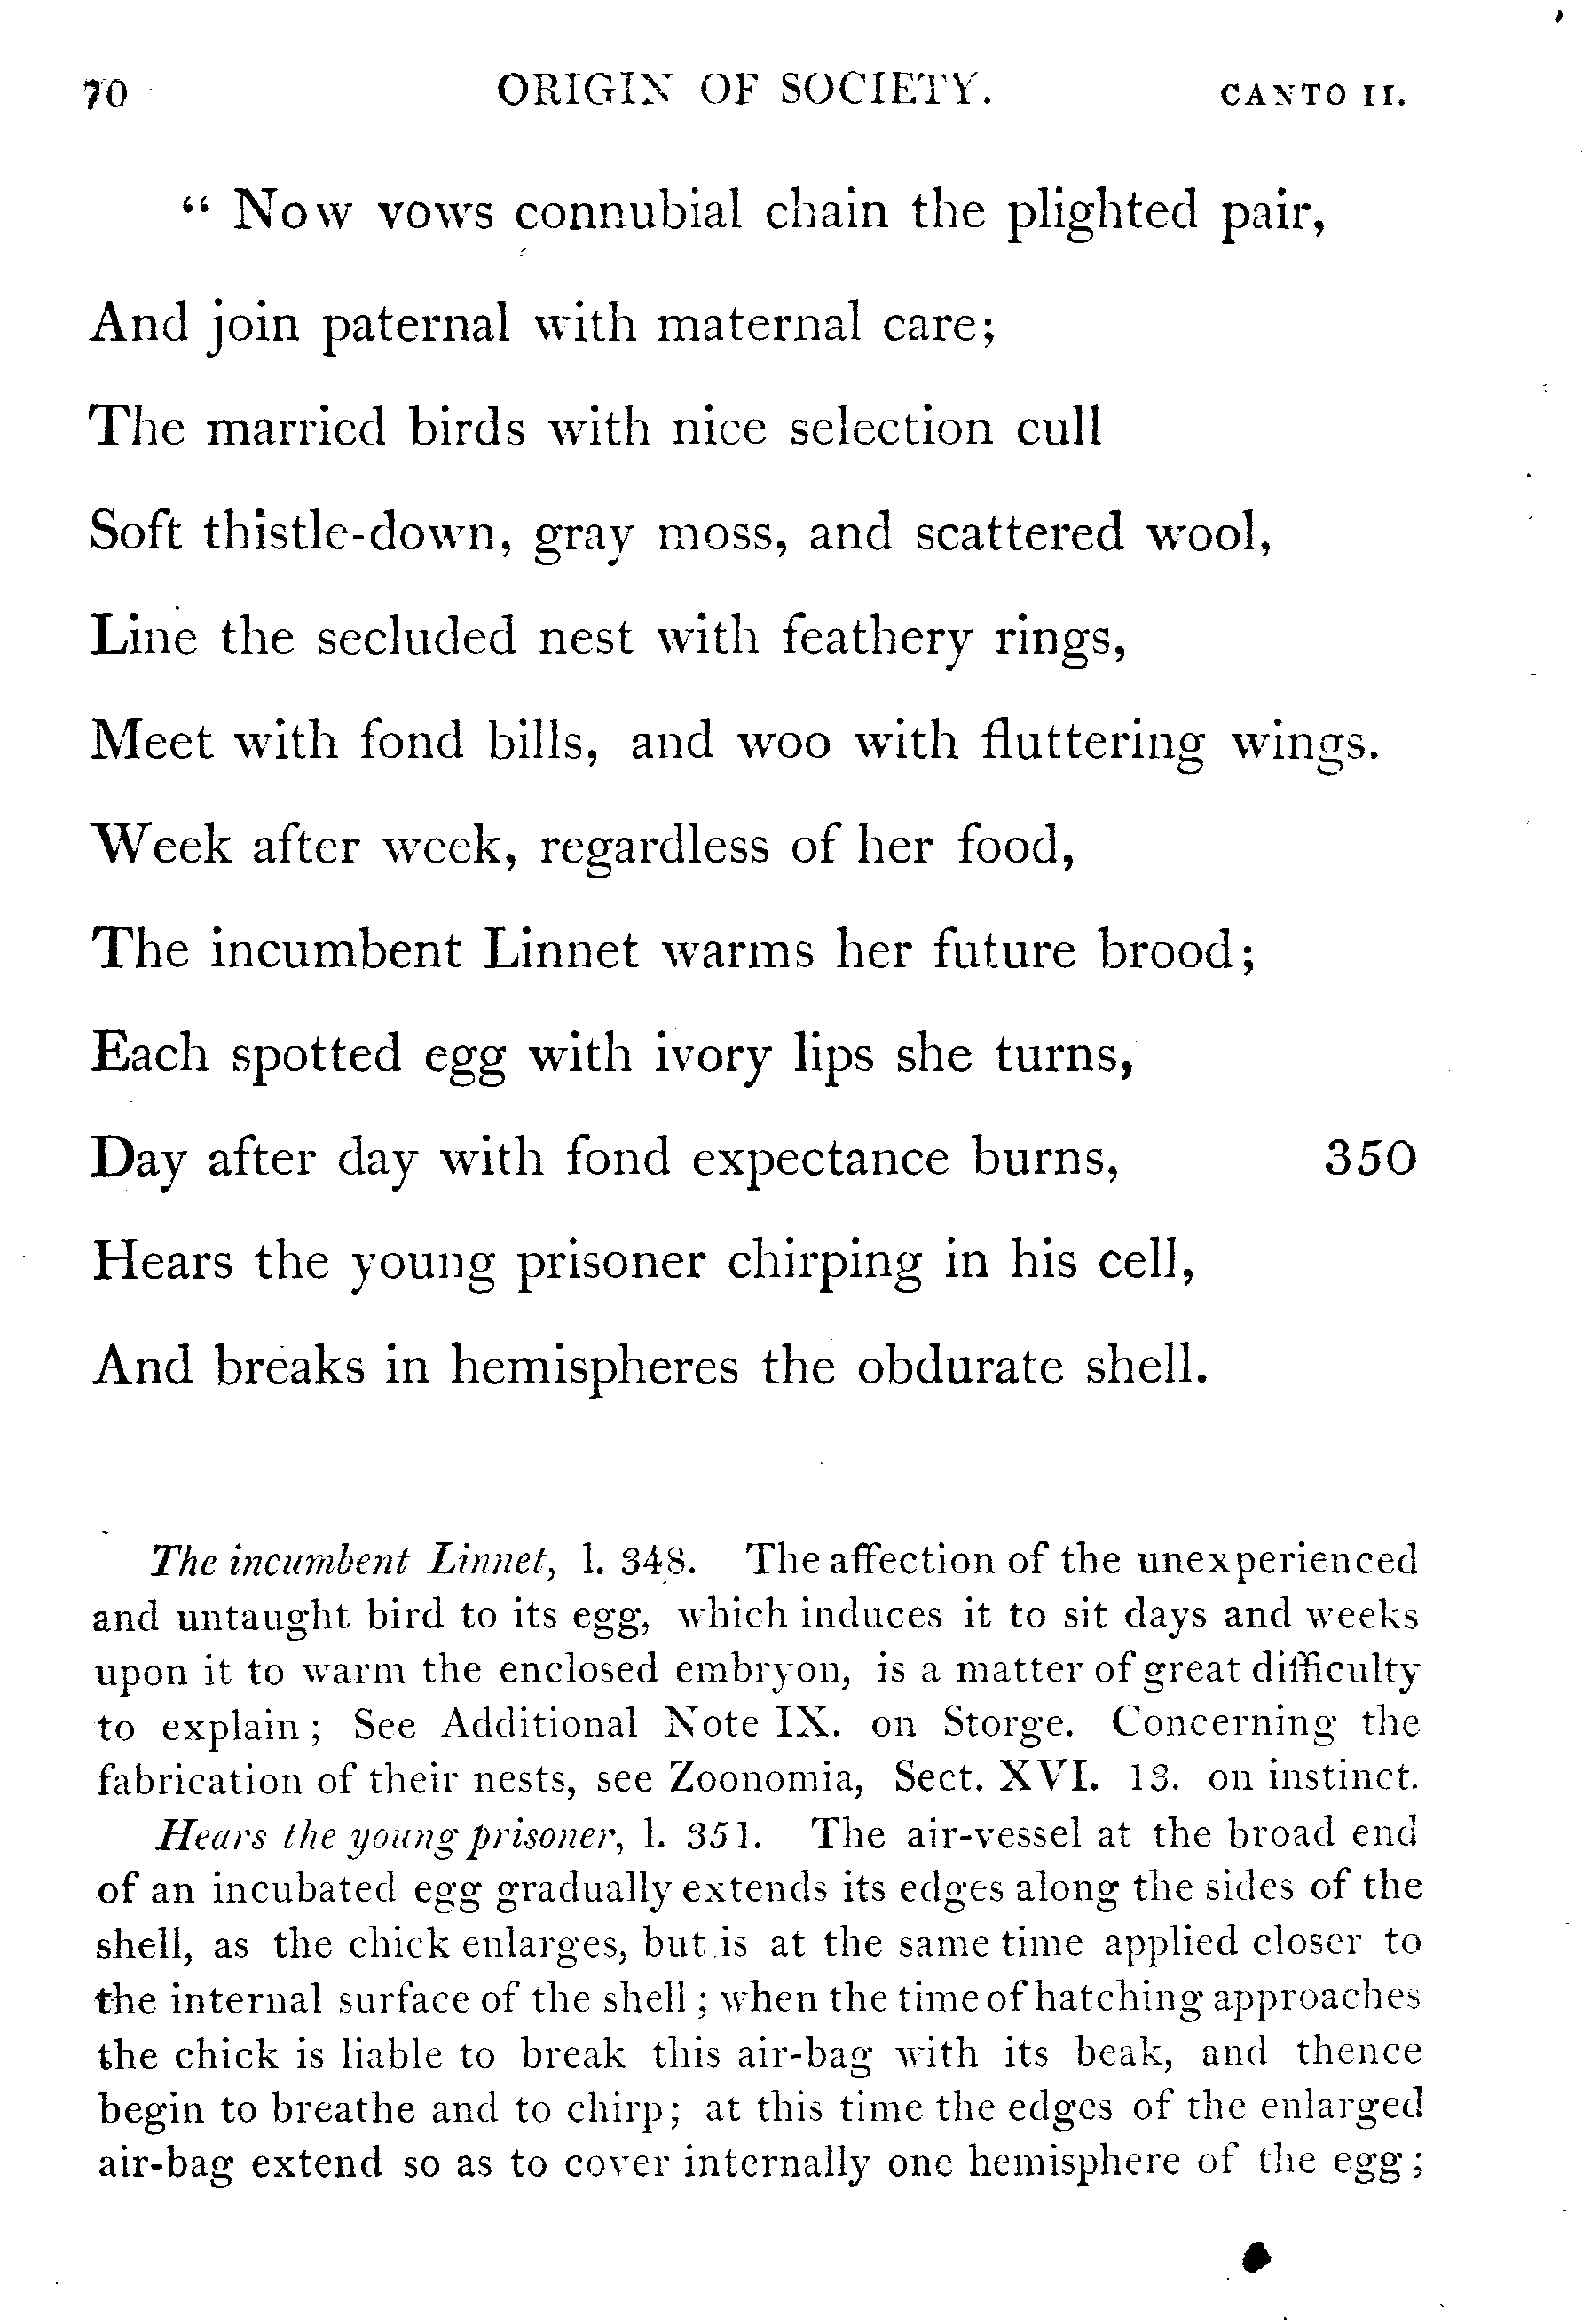 70 ORIGIN OF SOCIETY. CANTO II.
“ Now vows connubial chain the plighted pair,
And join paternal with maternal care;
The married birds with nice selection cull
Soft thistle-down, gray moss, and scattered wool,
Line the secluded nest with feathery rings,
Meet with fond bills, and woo with fluttering wings.
Week after week, regardless of her food,
The incumbent Linnet warms her future brood;
Each spotted egg with ivory lips she turns,
Day after day with fond expectance burns, 350
Hears the young prisoner chirping in his cell,
And breaks in hemispheres the obdurate shell.
The incumbent Linnet, l. 348. The affection of the unexperienced
and untaught bird to its egg, which induces it to sit days and weeks
upon it to warm the enclosed embryon, is a matter of great difficulty
to explain; See Additional Note IX. on Storge. Concerning the
fabrication of their nests, see Zoonomia, Sect. XVI. 13. on instinct.
Hears the young prisoner, l. 351. The air-vessel at the broad end
of an incubated egg gradually extends its edges along the sides of the
shell, as the chick enlarges, but is at the same time applied closer to
the internal surface of the shell; when the time of hatching approaches
the chick is liable to break this air-bag with its beak, and thence
begin to breathe and to chirp; at this time the edges of the enlarged
air-bag extend so as to cover internally one hemisphere of the egg;